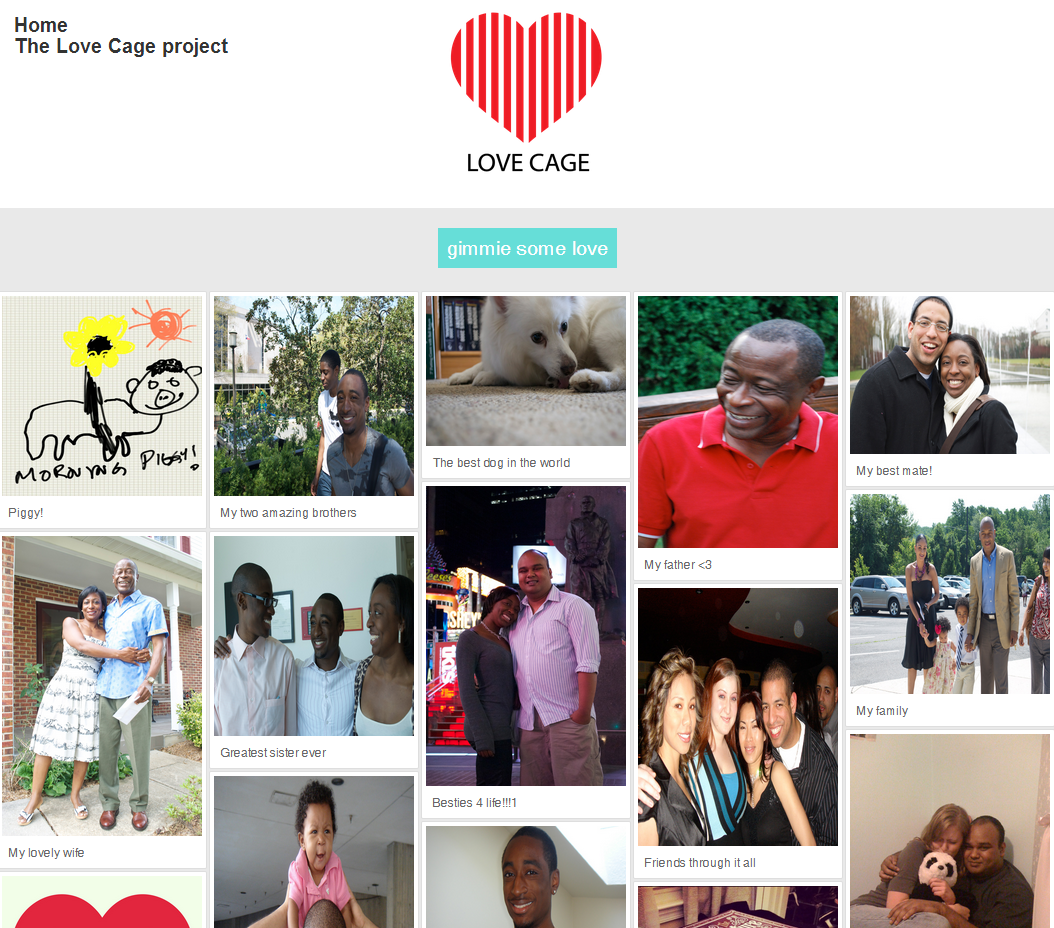 Home
The Love Cage project
LOVE CAGE
gimmie some love
MORNYNG PIGGY!
Piggy!
My two amazing brothers
The best dog in the world
My father <3
My best mate!
My lovely wife
Greatest sister ever
Besties 4 life!!!1
Friends through it all
My family